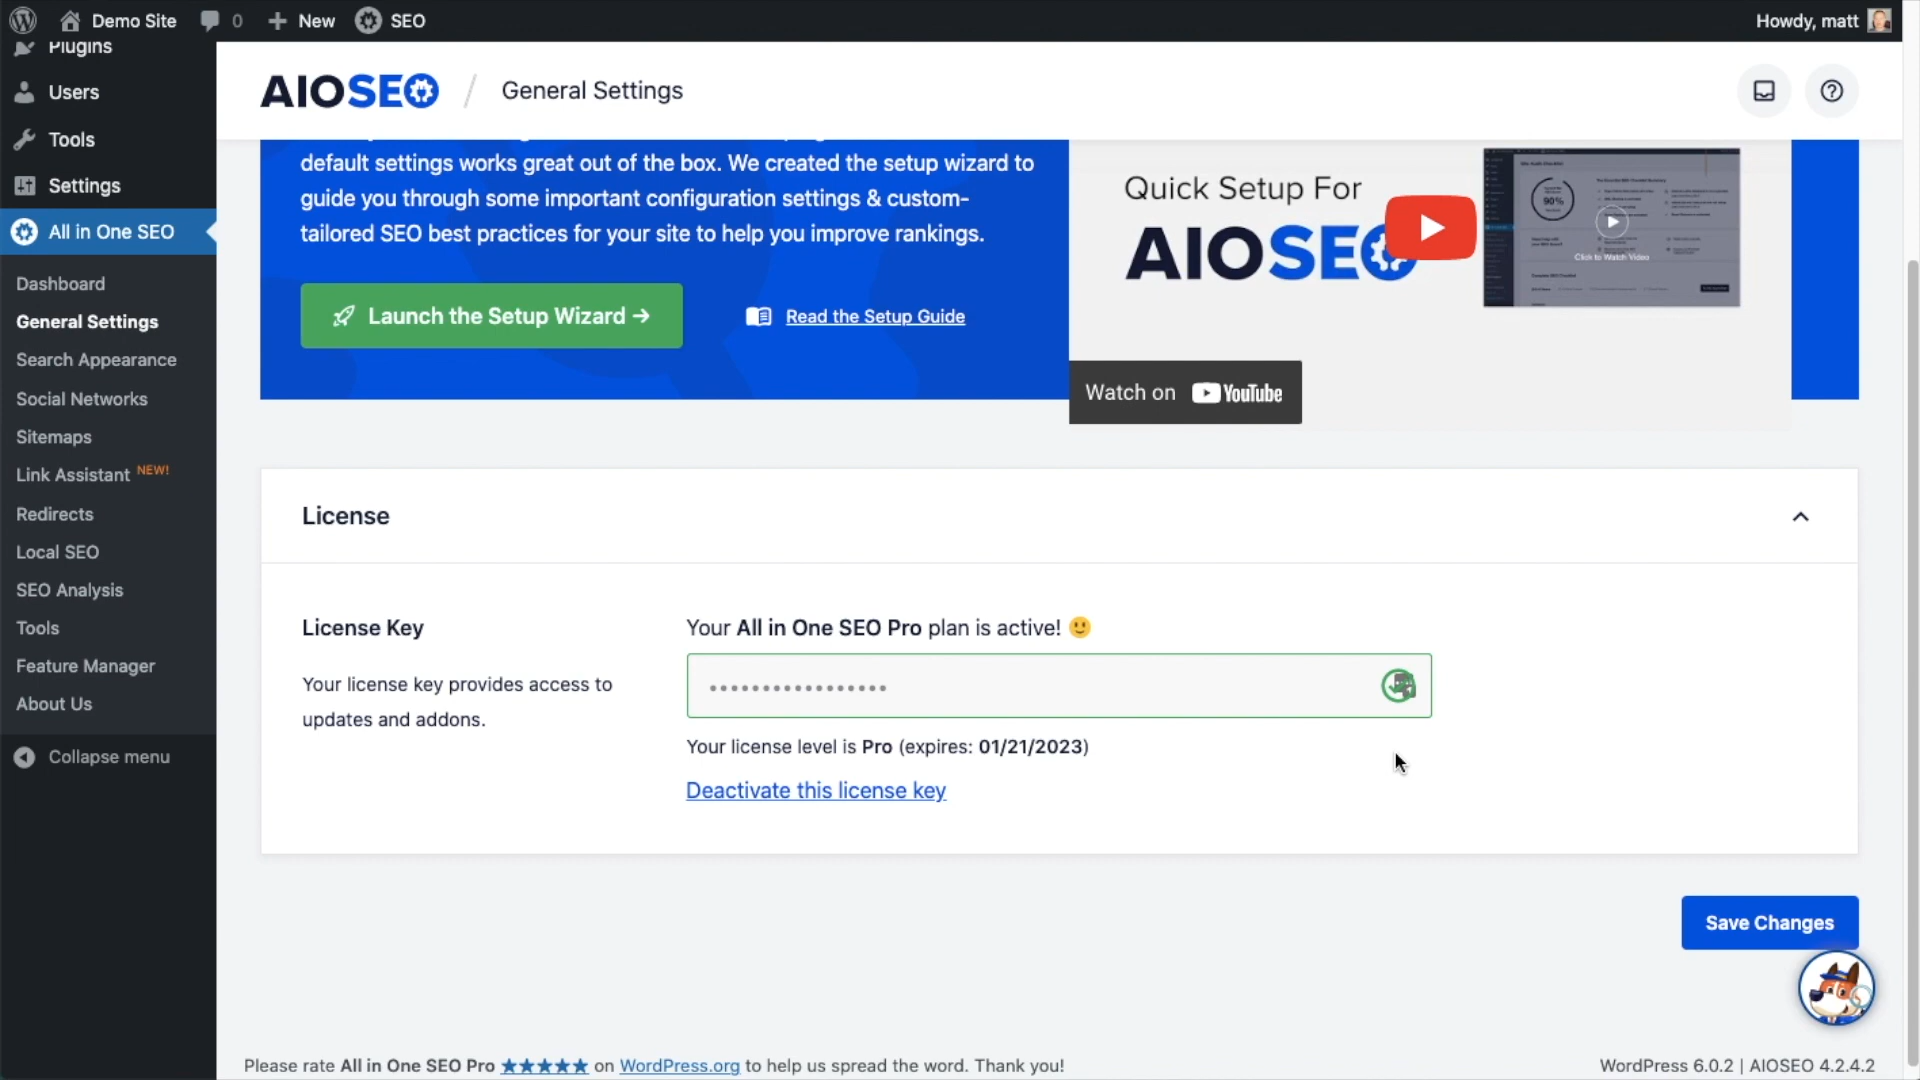 Demo Site
0
New
SEO
Howdy, matt
Plugins
Users
Tools
Settings
All in One SEO
Dashboard
General Settings
Search Appearance
Social Networks
Sitemaps
Link Assistant NEW!
Redirects
Local SEO
SEO Analysis
Tools
Feature Manager
About Us
Collapse menu
AIOSEO / General Settings
default settings works great out of the box. We created the setup wizard to
guide you through some important configuration settings & custom-
tailored SEO best practices for your site to help you improve rankings.
Launch the Setup Wizard →
Read the Setup Guide
Quick Setup For
AIOSEO
90%
Click to Watch Video
Watch on YouTube
License
License Key
Your license key provides access to
updates and addons.
Your All in One SEO Pro plan is active! 🙂
•••••••••••••••••
Your license level is Pro (expires: 01/21/2023)
Deactivate this license key
Save Changes
Please rate All in One SEO Pro ★★★★★ on WordPress.org to help us spread the word. Thank you!
WordPress 6.0.2 | AIOSEO 4.2.4.2